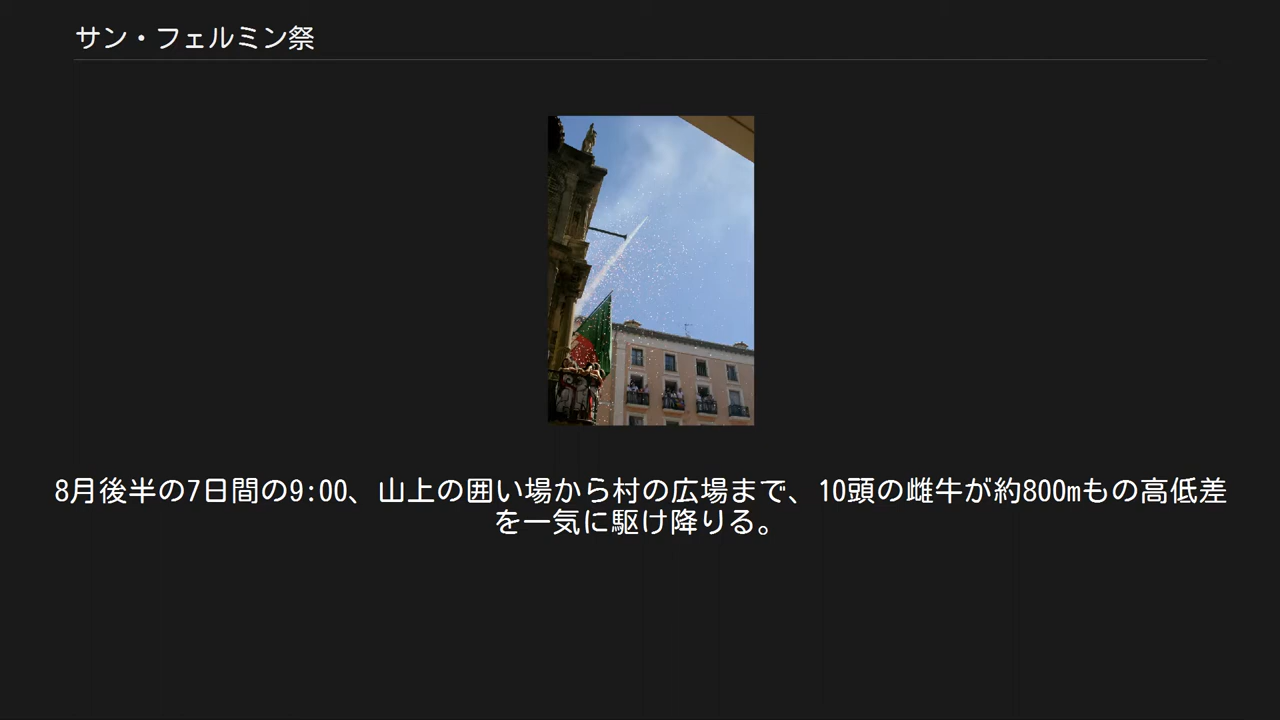 サン・フェルミン祭
8月後半の7日間の9:00、山上の囲い場から村の広場まで、10頭の雌牛が約800mもの高低差
を一気に駆け降りる。